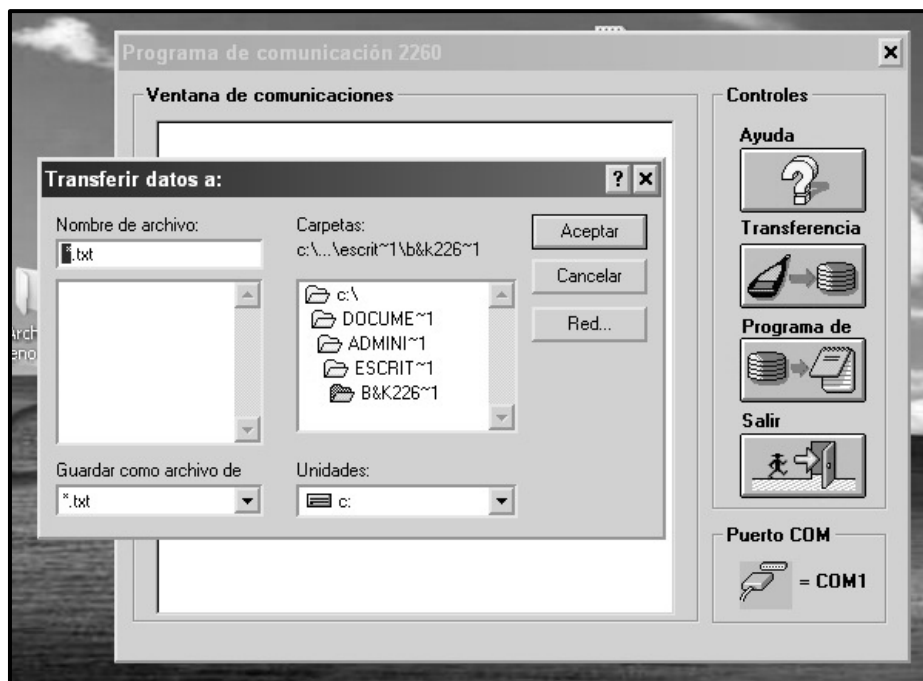 Programa de comunicación 2260
Ventana de comunicaciones
Controles
Ayuda
Transferencia
Programa de
Salir
Puerto COM
= COM1
Transferir datos a:
Nombre de archivo:
*.txt
Carpetas:
c:\...\escrit~1\b&k226~1
c:\
DOCUME~1
ADMINI~1
ESCRIT~1
B&K226~1
Aceptar
Cancelar
Red...
Guardar como archivo de
*.txt
Unidades:
c: